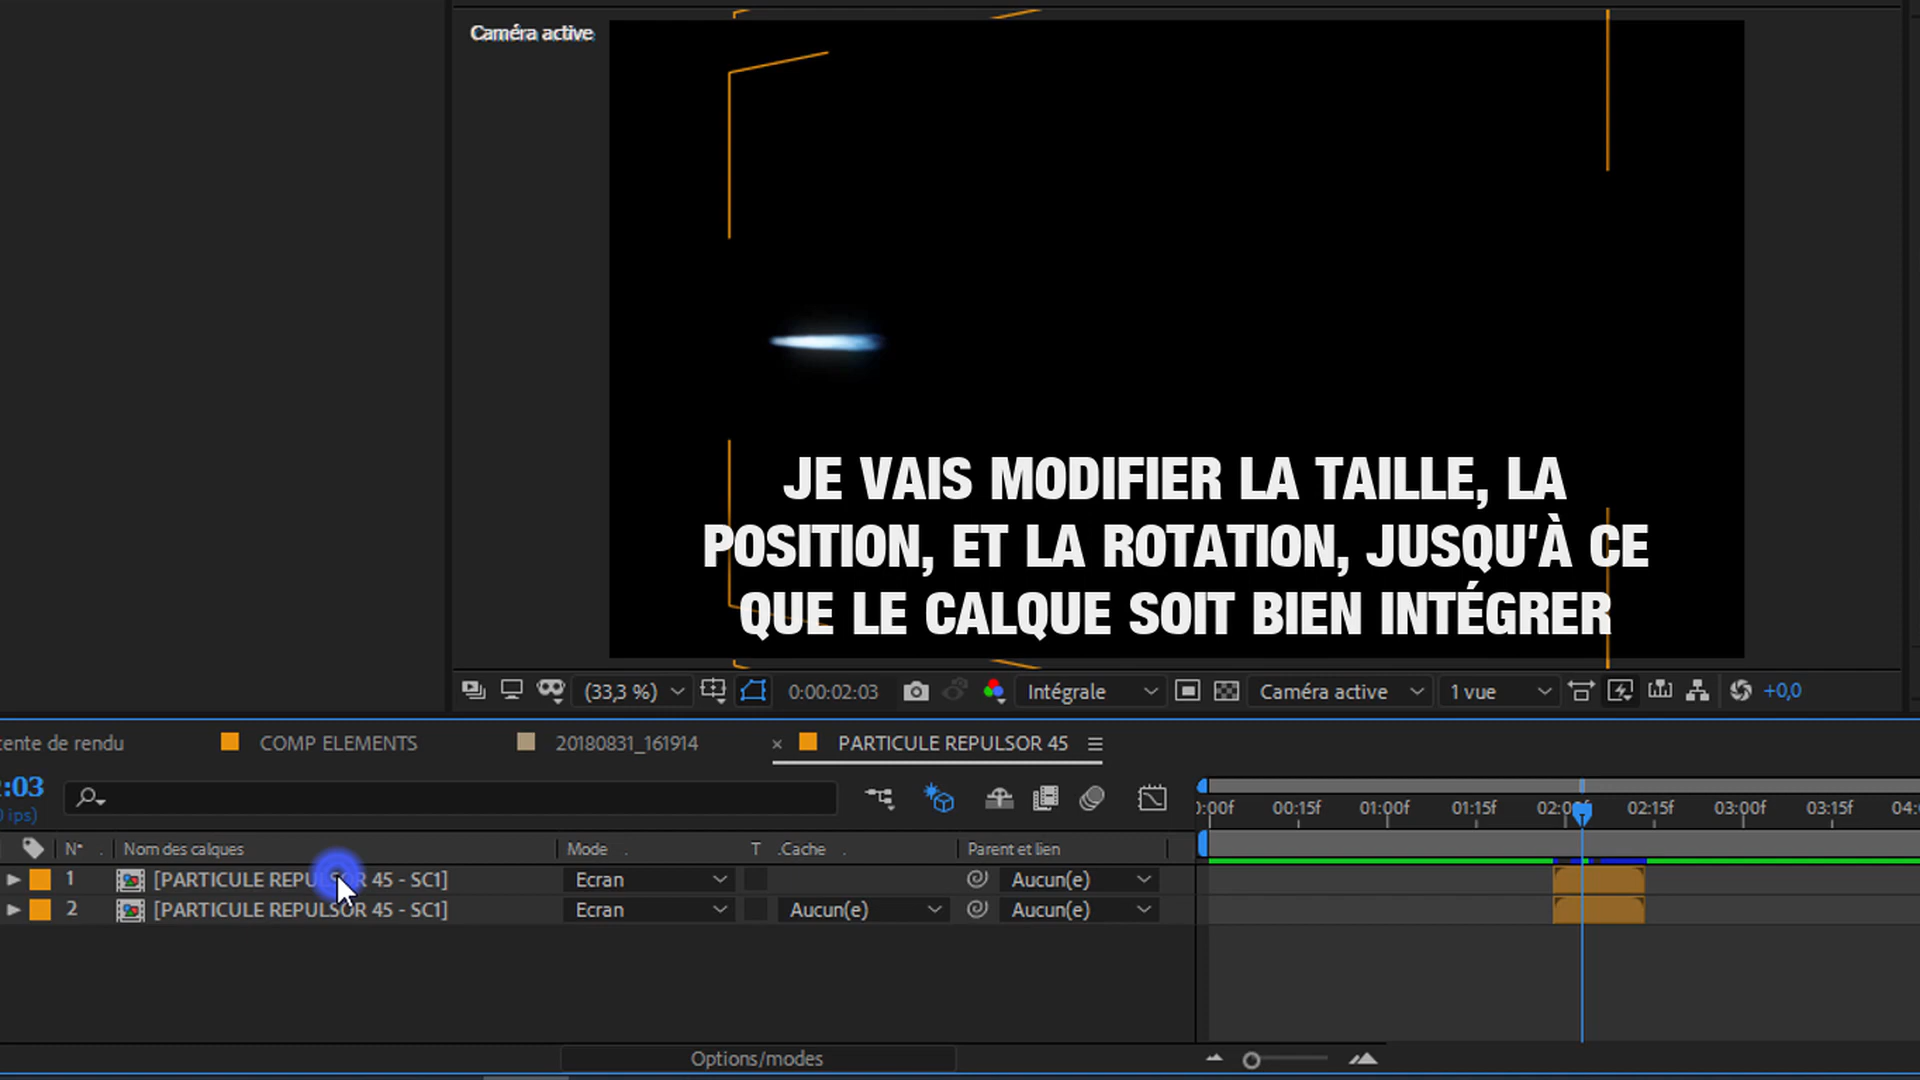 Caméra active
JE VAIS MODIFIER LA TAILLE, LA
POSITION, ET LA ROTATION, JUSQU'À CE
QUE LE CALQUE SOIT BIEN INTÉGRER
(33,3 %) 0:00:02:03 Intégrale Caméra active 1 vue +0,0
ente de rendu COMP ELEMENTS 20180831_161914 × PARTICULE REPULSOR 45
:03
ips)
:00f 00:15f 01:00f 01:15f 02:00f 02:15f 03:00f 03:15f 04:
N° . Nom des calques Mode . T .Cache . Parent et lien
1 [PARTICULE REPULSOR 45 - SC1] Ecran Aucun(e)
2 [PARTICULE REPULSOR 45 - SC1] Ecran Aucun(e) Aucun(e)
Options/modes